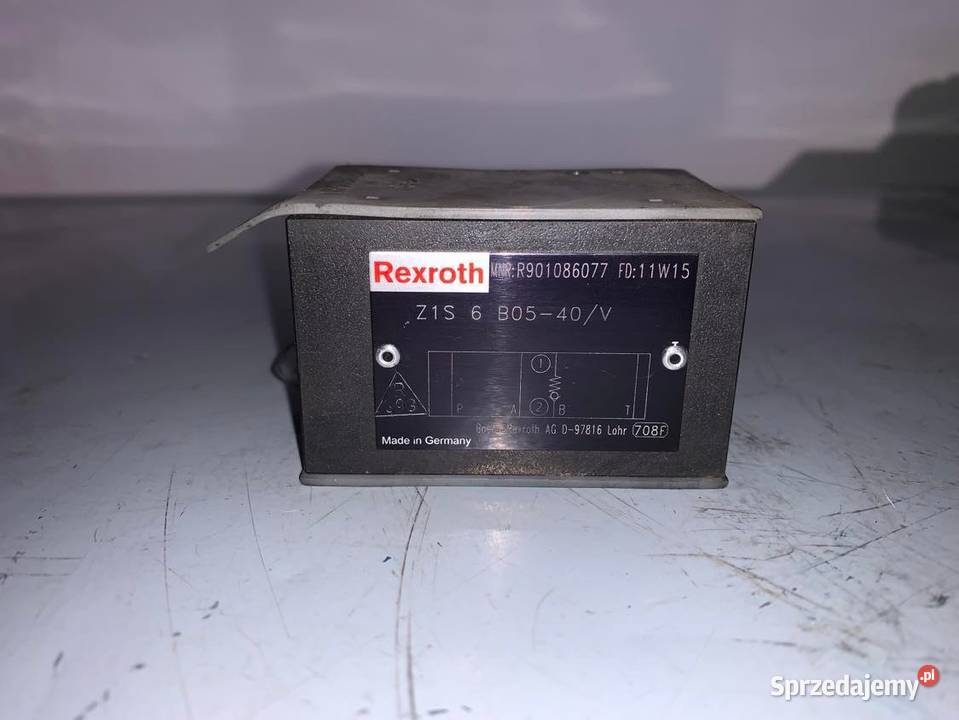 Rexroth MNR:R901086077 FD:11W15
Z1S 6 B05-40/V
1
2
P A B T
Bosch Rexroth AG D-97816 Lohr 708F
Made in Germany
Sprzedajemy.pl